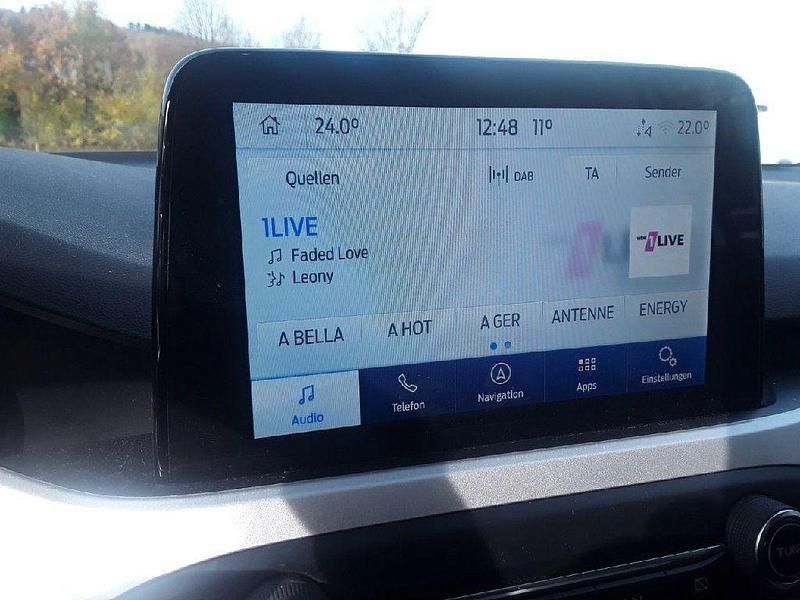 24.0° 12:48 11° 4 22.0°
Quellen DAB TA Sender
1LIVE
Faded Love
Leony
1LIVE
A BELLA A HOT A GER ANTENNE ENERGY
Audio Telefon Navigation Apps Einstellungen